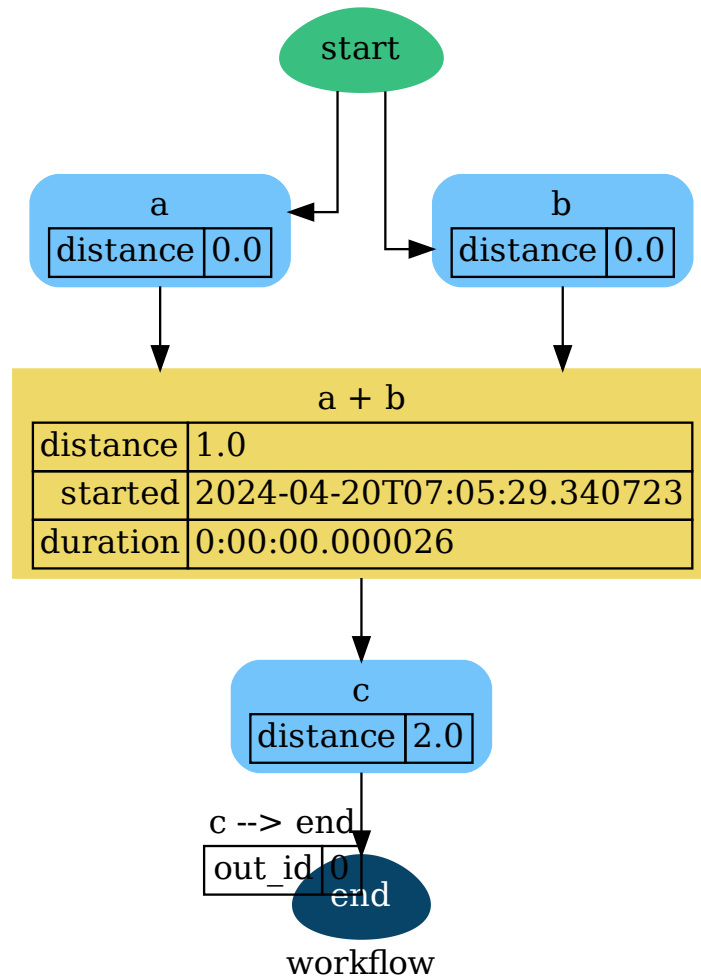 start
a
distance 0.0
b
distance 0.0
a + b
distance 1.0
started 2024-04-20T07:05:29.340723
duration 0:00:00.000026
c
distance 2.0
c --> end
out_id 0
end
workflow